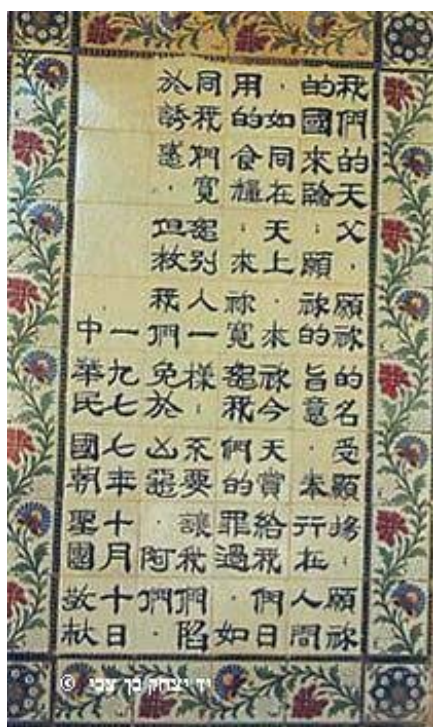 我們的天父，願祢的名受顯揚；願祢
的國來臨；願祢的旨意奉行在人間
，如同在天上。求祢今天賞給我們日
用的食糧；求祢寬恕我們的罪過，如
同我們寬恕別人一樣；不要讓我們陷
於誘惑，但救我們免於凶惡。阿們。
一九七七年十月十日
中華民國朝聖團敬献
© יד יצחק בן צבי